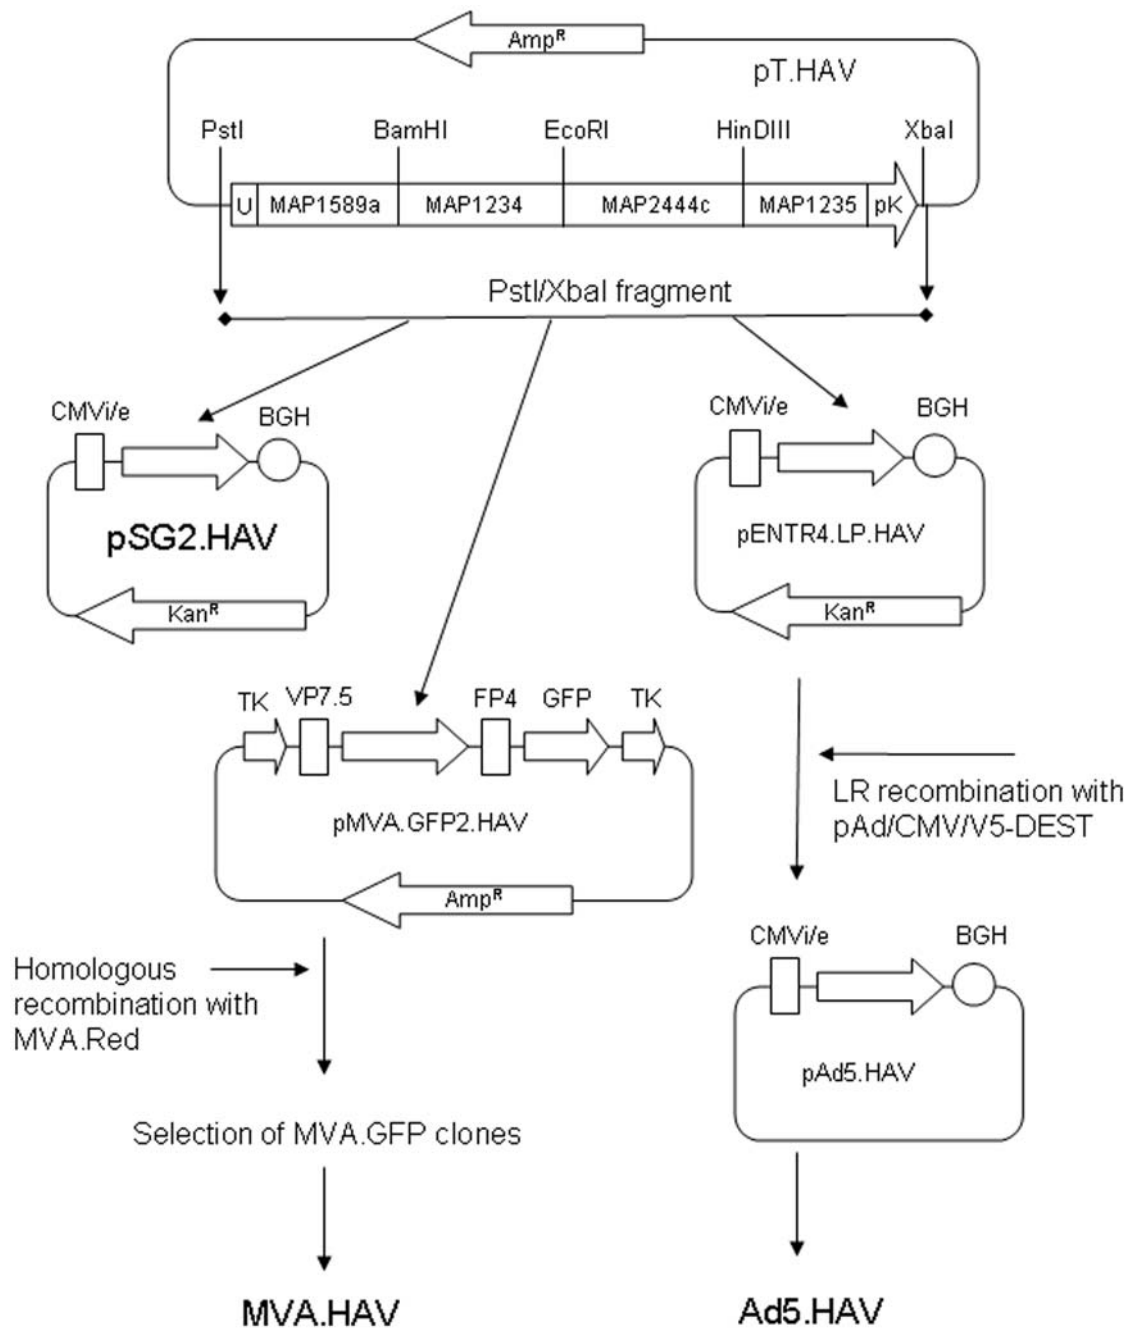 Amp^R
pT.HAV
PstI BamHI EcoRI HinDIII XbaI
U MAP1589a MAP1234 MAP2444c MAP1235 pK
PstI/XbaI fragment
CMVi/e BGH
pSG2.HAV
Kan^R
CMVi/e BGH
pENTR4.LP.HAV
Kan^R
TK VP7.5 FP4 GFP TK
pMVA.GFP2.HAV
Amp^R
LR recombination with
pAd/CMV/V5-DEST
Homologous
recombination with
MVA.Red
CMVi/e BGH
pAd5.HAV
Selection of MVA.GFP clones
MVA.HAV
Ad5.HAV